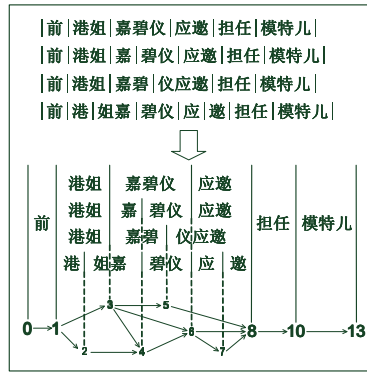 |前|港姐|嘉碧仪|应邀|担任|模特儿|
|前|港姐|嘉|碧仪|应邀|担任|模特儿|
|前|港姐|嘉碧|仪应邀|担任|模特儿|
|前|港|姐嘉|碧仪|应|邀|担任|模特儿|
港姐 嘉碧仪 应邀
港姐 嘉 碧仪 应邀
前 担任 模特儿
港姐 嘉碧 仪应邀
港 姐嘉 碧仪 应 邀
3 5
0 1 6 8 10 13
2 4 7